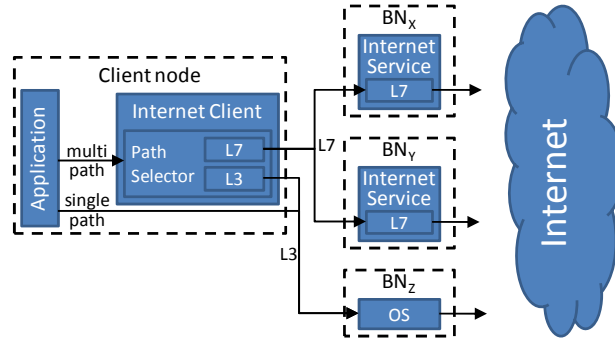 Client node
Application
multi
path
single
path
Internet Client
Path
Selector
L7
L3
L7
L3
BNX
Internet
Service
L7
BNY
Internet
Service
L7
BNZ
OS
Internet